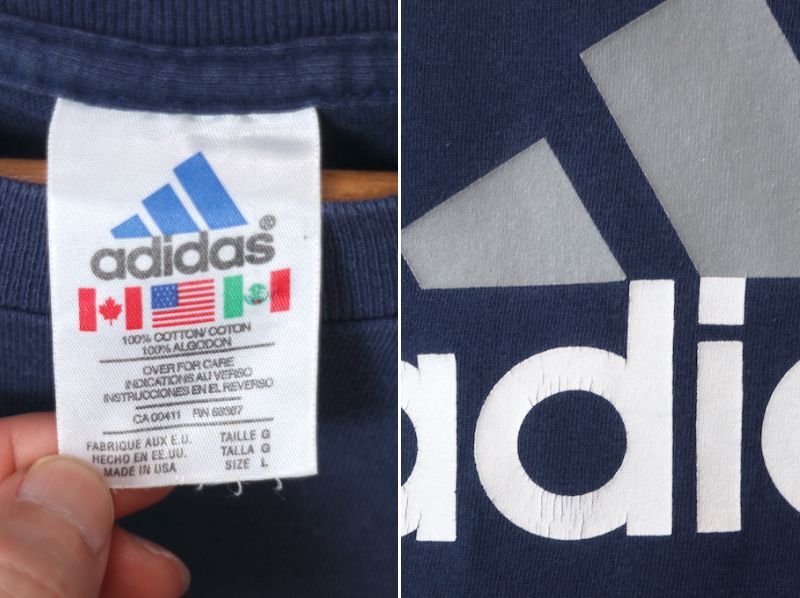 adidas®
100% COTTON/ COTON
100% ALGODON
OVER FOR CARE
INDICATIONS AU VERSO
INSTRUCCIONES EN EL REVERSO
CA 00411 RN 88387
FABRIQUE AUX E.U. TAILLE G
HECHO EN EE.UU. TALLA G
MADE IN USA SIZE L
adi